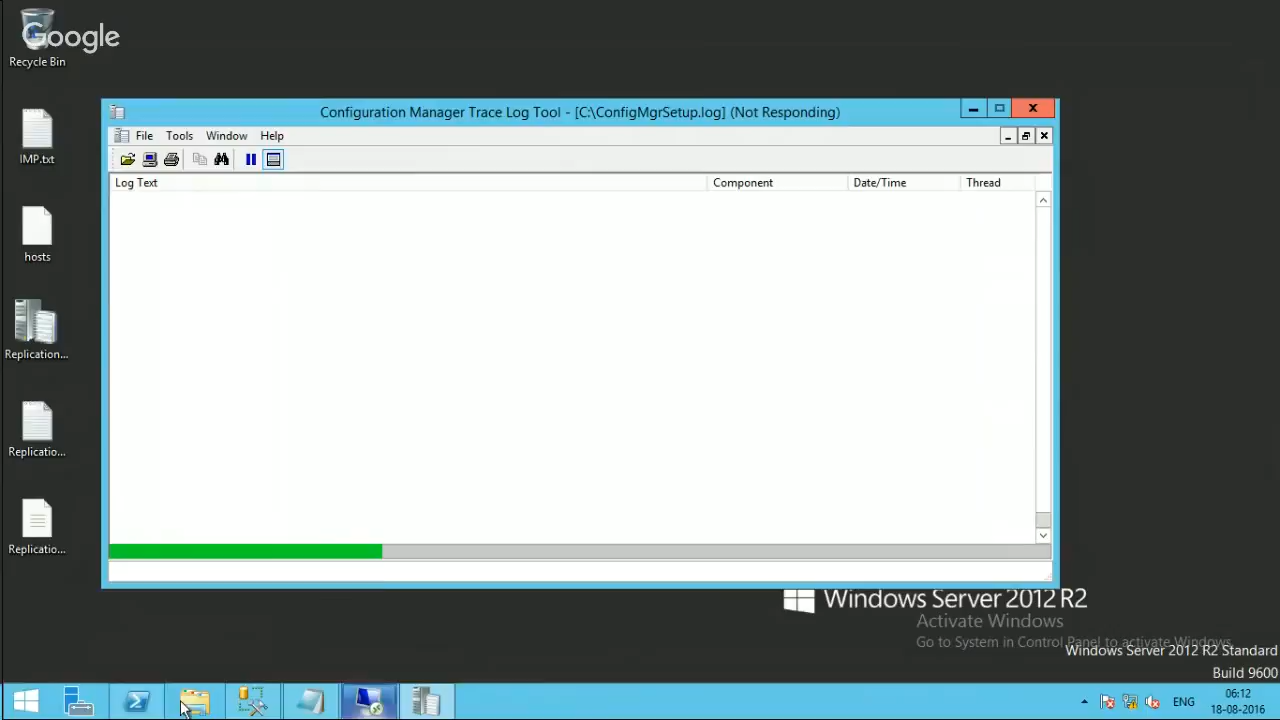 Google
Recycle Bin
IMP.txt
hosts
Replication...
Replicatio...
Replicatio...
Configuration Manager Trace Log Tool - [C:\ConfigMgrSetup.log] (Not Responding)
File Tools Window Help
Log Text Component Date/Time Thread
Windows Server 2012 R2
Activate Windows
Go to System in Control Panel to activate Windows.
Windows Server 2012 R2 Standard
Build 9600
ENG
06:12
18-08-2016